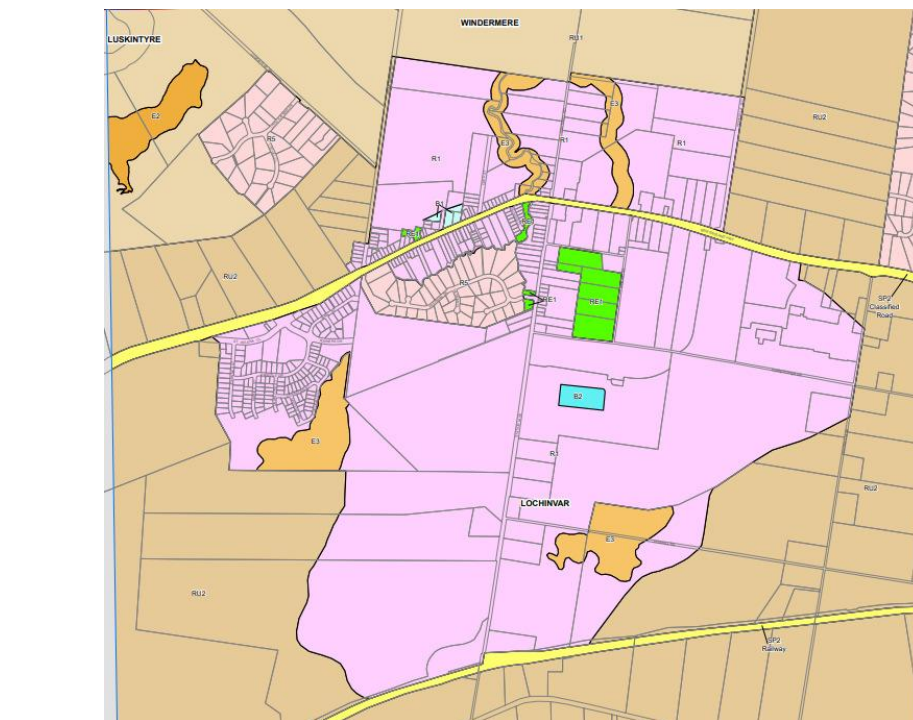 WINDERMERE
LUSKINTYRE
RU1
E3
E2
RU2
R5
E3
R1
R1
R1
B1
RE1
RU2
R5
RE1
RE1
SP2
Classified
Road
B2
E3
R1
RU2
LOCHINVAR
E3
RU2
SP2
Railway